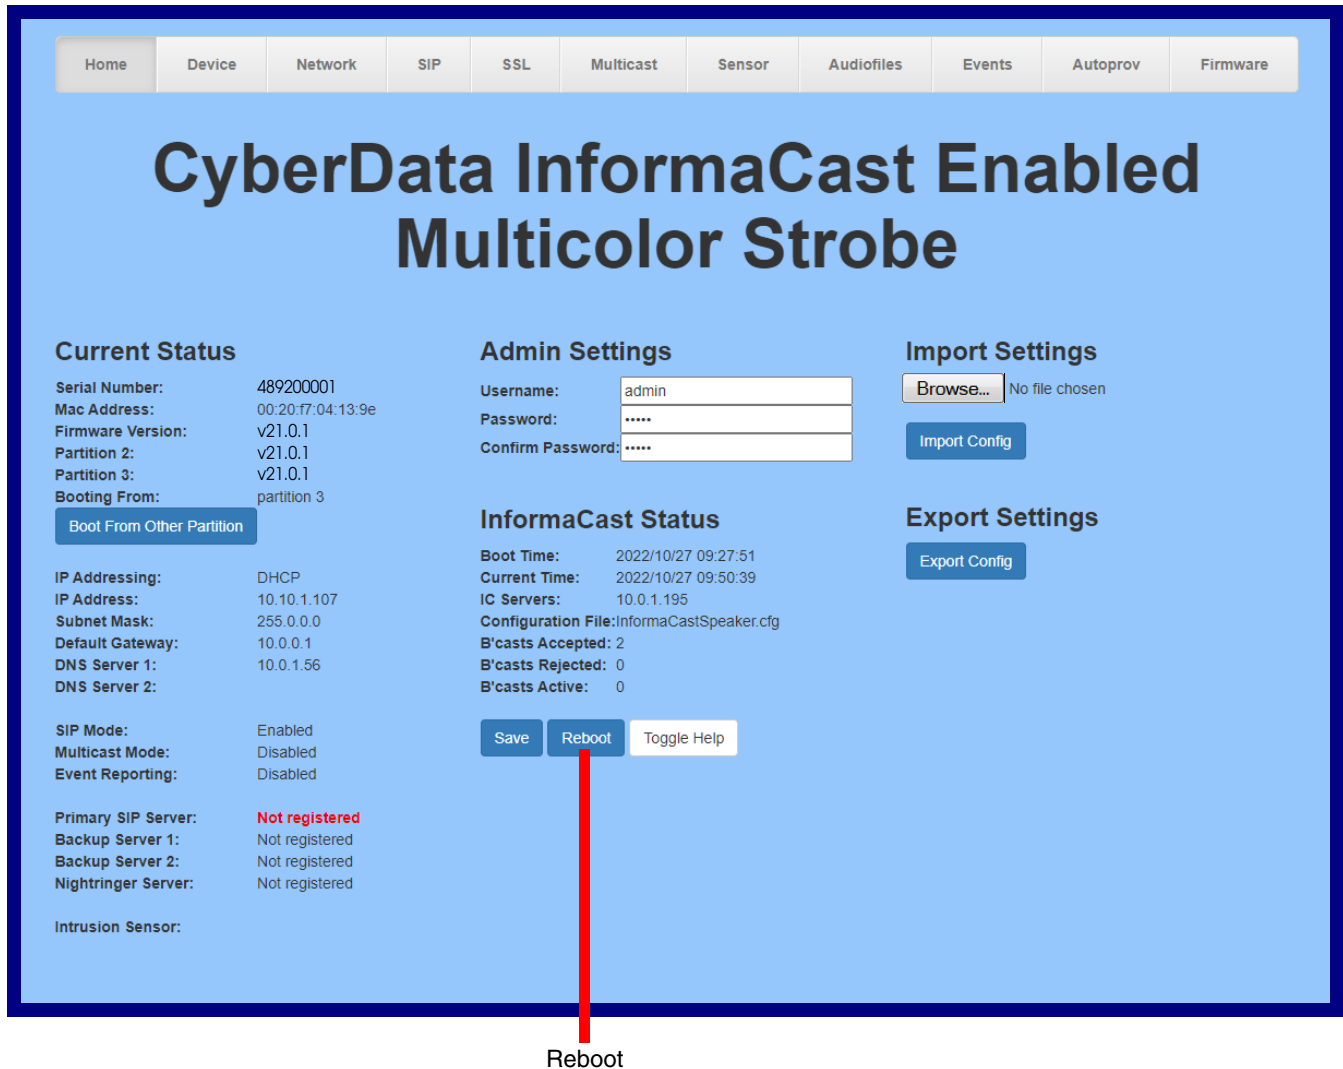 Home Device Network SIP SSL Multicast Sensor Audiofiles Events Autoprov Firmware
CyberData InformaCast Enabled
Multicolor Strobe
Current Status
Serial Number: 489200001
Mac Address: 00:20:f7:04:13:9e
Firmware Version: v21.0.1
Partition 2: v21.0.1
Partition 3: v21.0.1
Booting From: partition 3
Boot From Other Partition
IP Addressing: DHCP
IP Address: 10.10.1.107
Subnet Mask: 255.0.0.0
Default Gateway: 10.0.0.1
DNS Server 1: 10.0.1.56
DNS Server 2:
SIP Mode: Enabled
Multicast Mode: Disabled
Event Reporting: Disabled
Primary SIP Server: Not registered
Backup Server 1: Not registered
Backup Server 2: Not registered
Nightringer Server: Not registered
Intrusion Sensor:
Admin Settings
Username: admin
Password: •••••
Confirm Password: •••••
InformaCast Status
Boot Time: 2022/10/27 09:27:51
Current Time: 2022/10/27 09:50:39
IC Servers: 10.0.1.195
Configuration File: InformaCastSpeaker.cfg
B'casts Accepted: 2
B'casts Rejected: 0
B'casts Active: 0
Save Reboot Toggle Help
Import Settings
Browse... No file chosen
Import Config
Export Settings
Export Config
Reboot